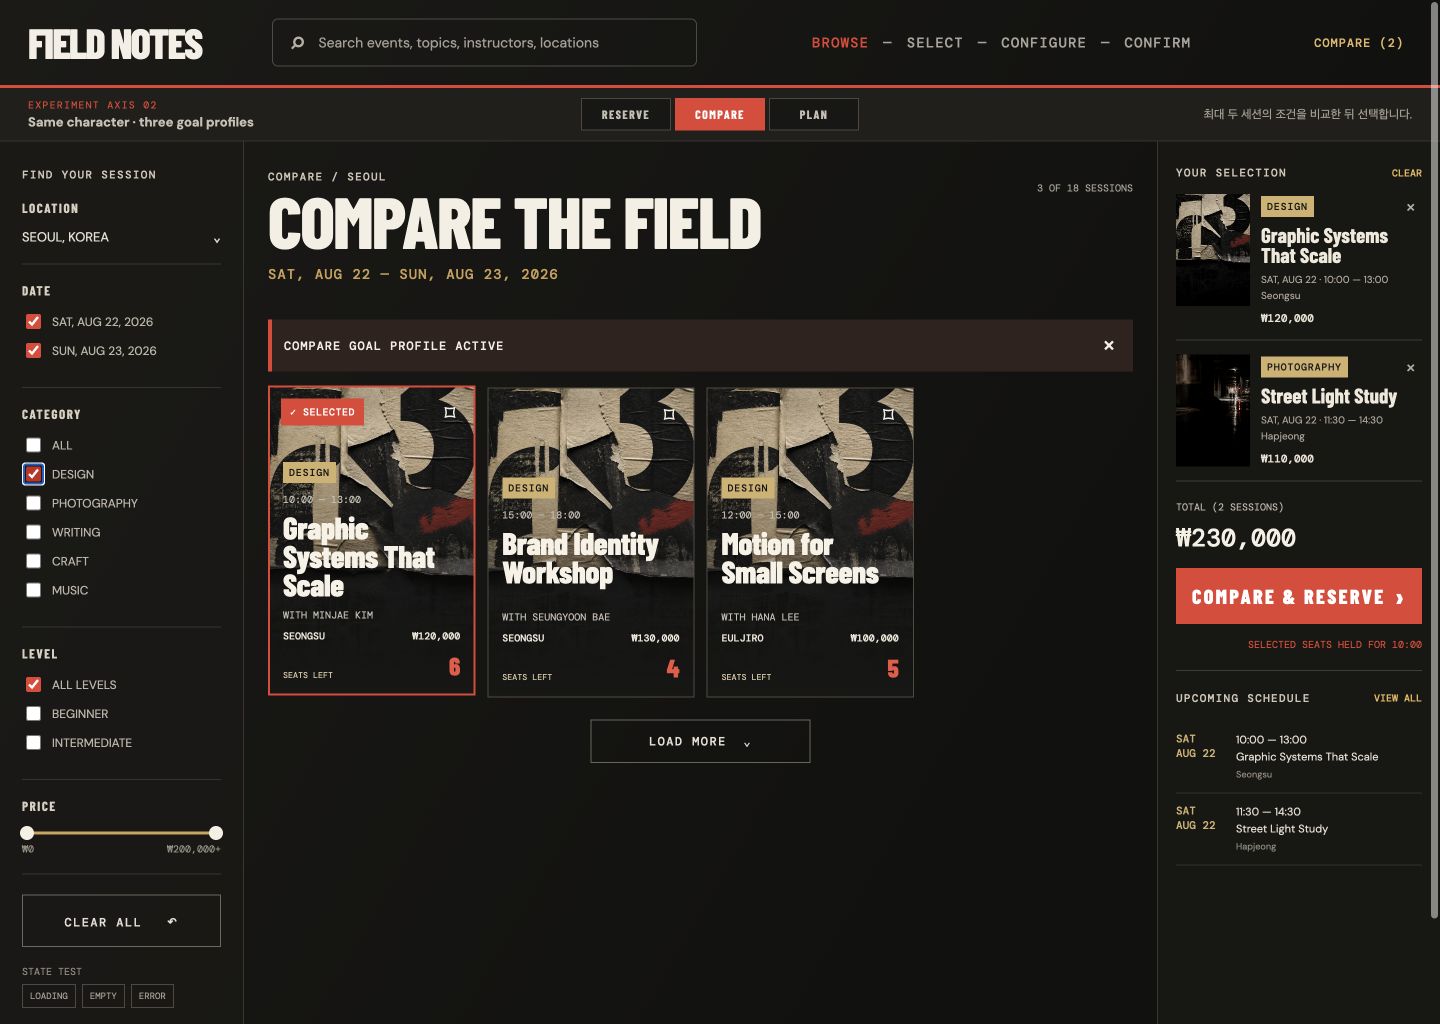 FIELD NOTES
Search events, topics, instructors, locations
BROWSE — SELECT — CONFIGURE — CONFIRM
COMPARE (2)
EXPERIMENT AXIS 02
Same character · three goal profiles
RESERVE
COMPARE
PLAN
최대 두 세션의 조건을 비교한 뒤 선택합니다.
FIND YOUR SESSION
LOCATION
SEOUL, KOREA
DATE
SAT, AUG 22, 2026
SUN, AUG 23, 2026
CATEGORY
ALL
DESIGN
PHOTOGRAPHY
WRITING
CRAFT
MUSIC
LEVEL
ALL LEVELS
BEGINNER
INTERMEDIATE
PRICE
₩0
₩200,000+
CLEAR ALL ↶
STATE TEST
LOADING
EMPTY
ERROR
COMPARE / SEOUL
3 OF 18 SESSIONS
COMPARE THE FIELD
SAT, AUG 22 — SUN, AUG 23, 2026
COMPARE GOAL PROFILE ACTIVE
×
✓ SELECTED
DESIGN
10:00 — 13:00
Graphic
Systems That
Scale
WITH MINJAE KIM
SEONGSU ₩120,000
SEATS LEFT 6
DESIGN
15:00 — 18:00
Brand Identity
Workshop
WITH SEUNGYOON BAE
SEONGSU ₩130,000
SEATS LEFT 4
DESIGN
12:00 — 15:00
Motion for
Small Screens
WITH HANA LEE
EULJIRO ₩100,000
SEATS LEFT 5
LOAD MORE
YOUR SELECTION
CLEAR
DESIGN ×
Graphic Systems
That Scale
SAT, AUG 22 · 10:00 — 13:00
Seongsu
₩120,000
PHOTOGRAPHY ×
Street Light Study
SAT, AUG 22 · 11:30 — 14:30
Hapjeong
₩110,000
TOTAL (2 SESSIONS)
₩230,000
COMPARE & RESERVE ›
SELECTED SEATS HELD FOR 10:00
UPCOMING SCHEDULE
VIEW ALL
SAT
AUG 22
10:00 — 13:00
Graphic Systems That Scale
Seongsu
SAT
AUG 22
11:30 — 14:30
Street Light Study
Hapjeong